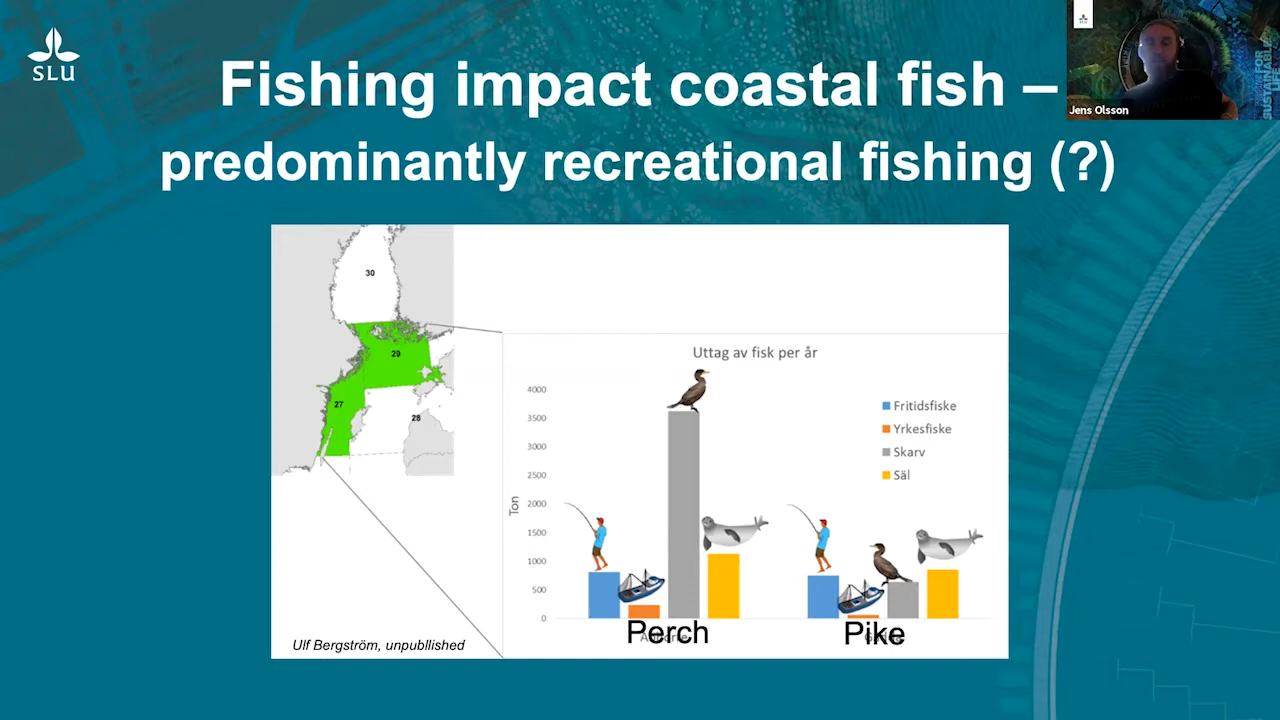 SLU
Fishing impact coastal fish –
predominantly recreational fishing (?)
Jens Olsson
30
29
27
28
Uttag av fisk per år
4000
3500
3000
2500
2000
1500
1000
500
0
Ton
Fritidsfiske
Yrkesfiske
Skarv
Säl
Perch
Pike
Ulf Bergström, unpubllished